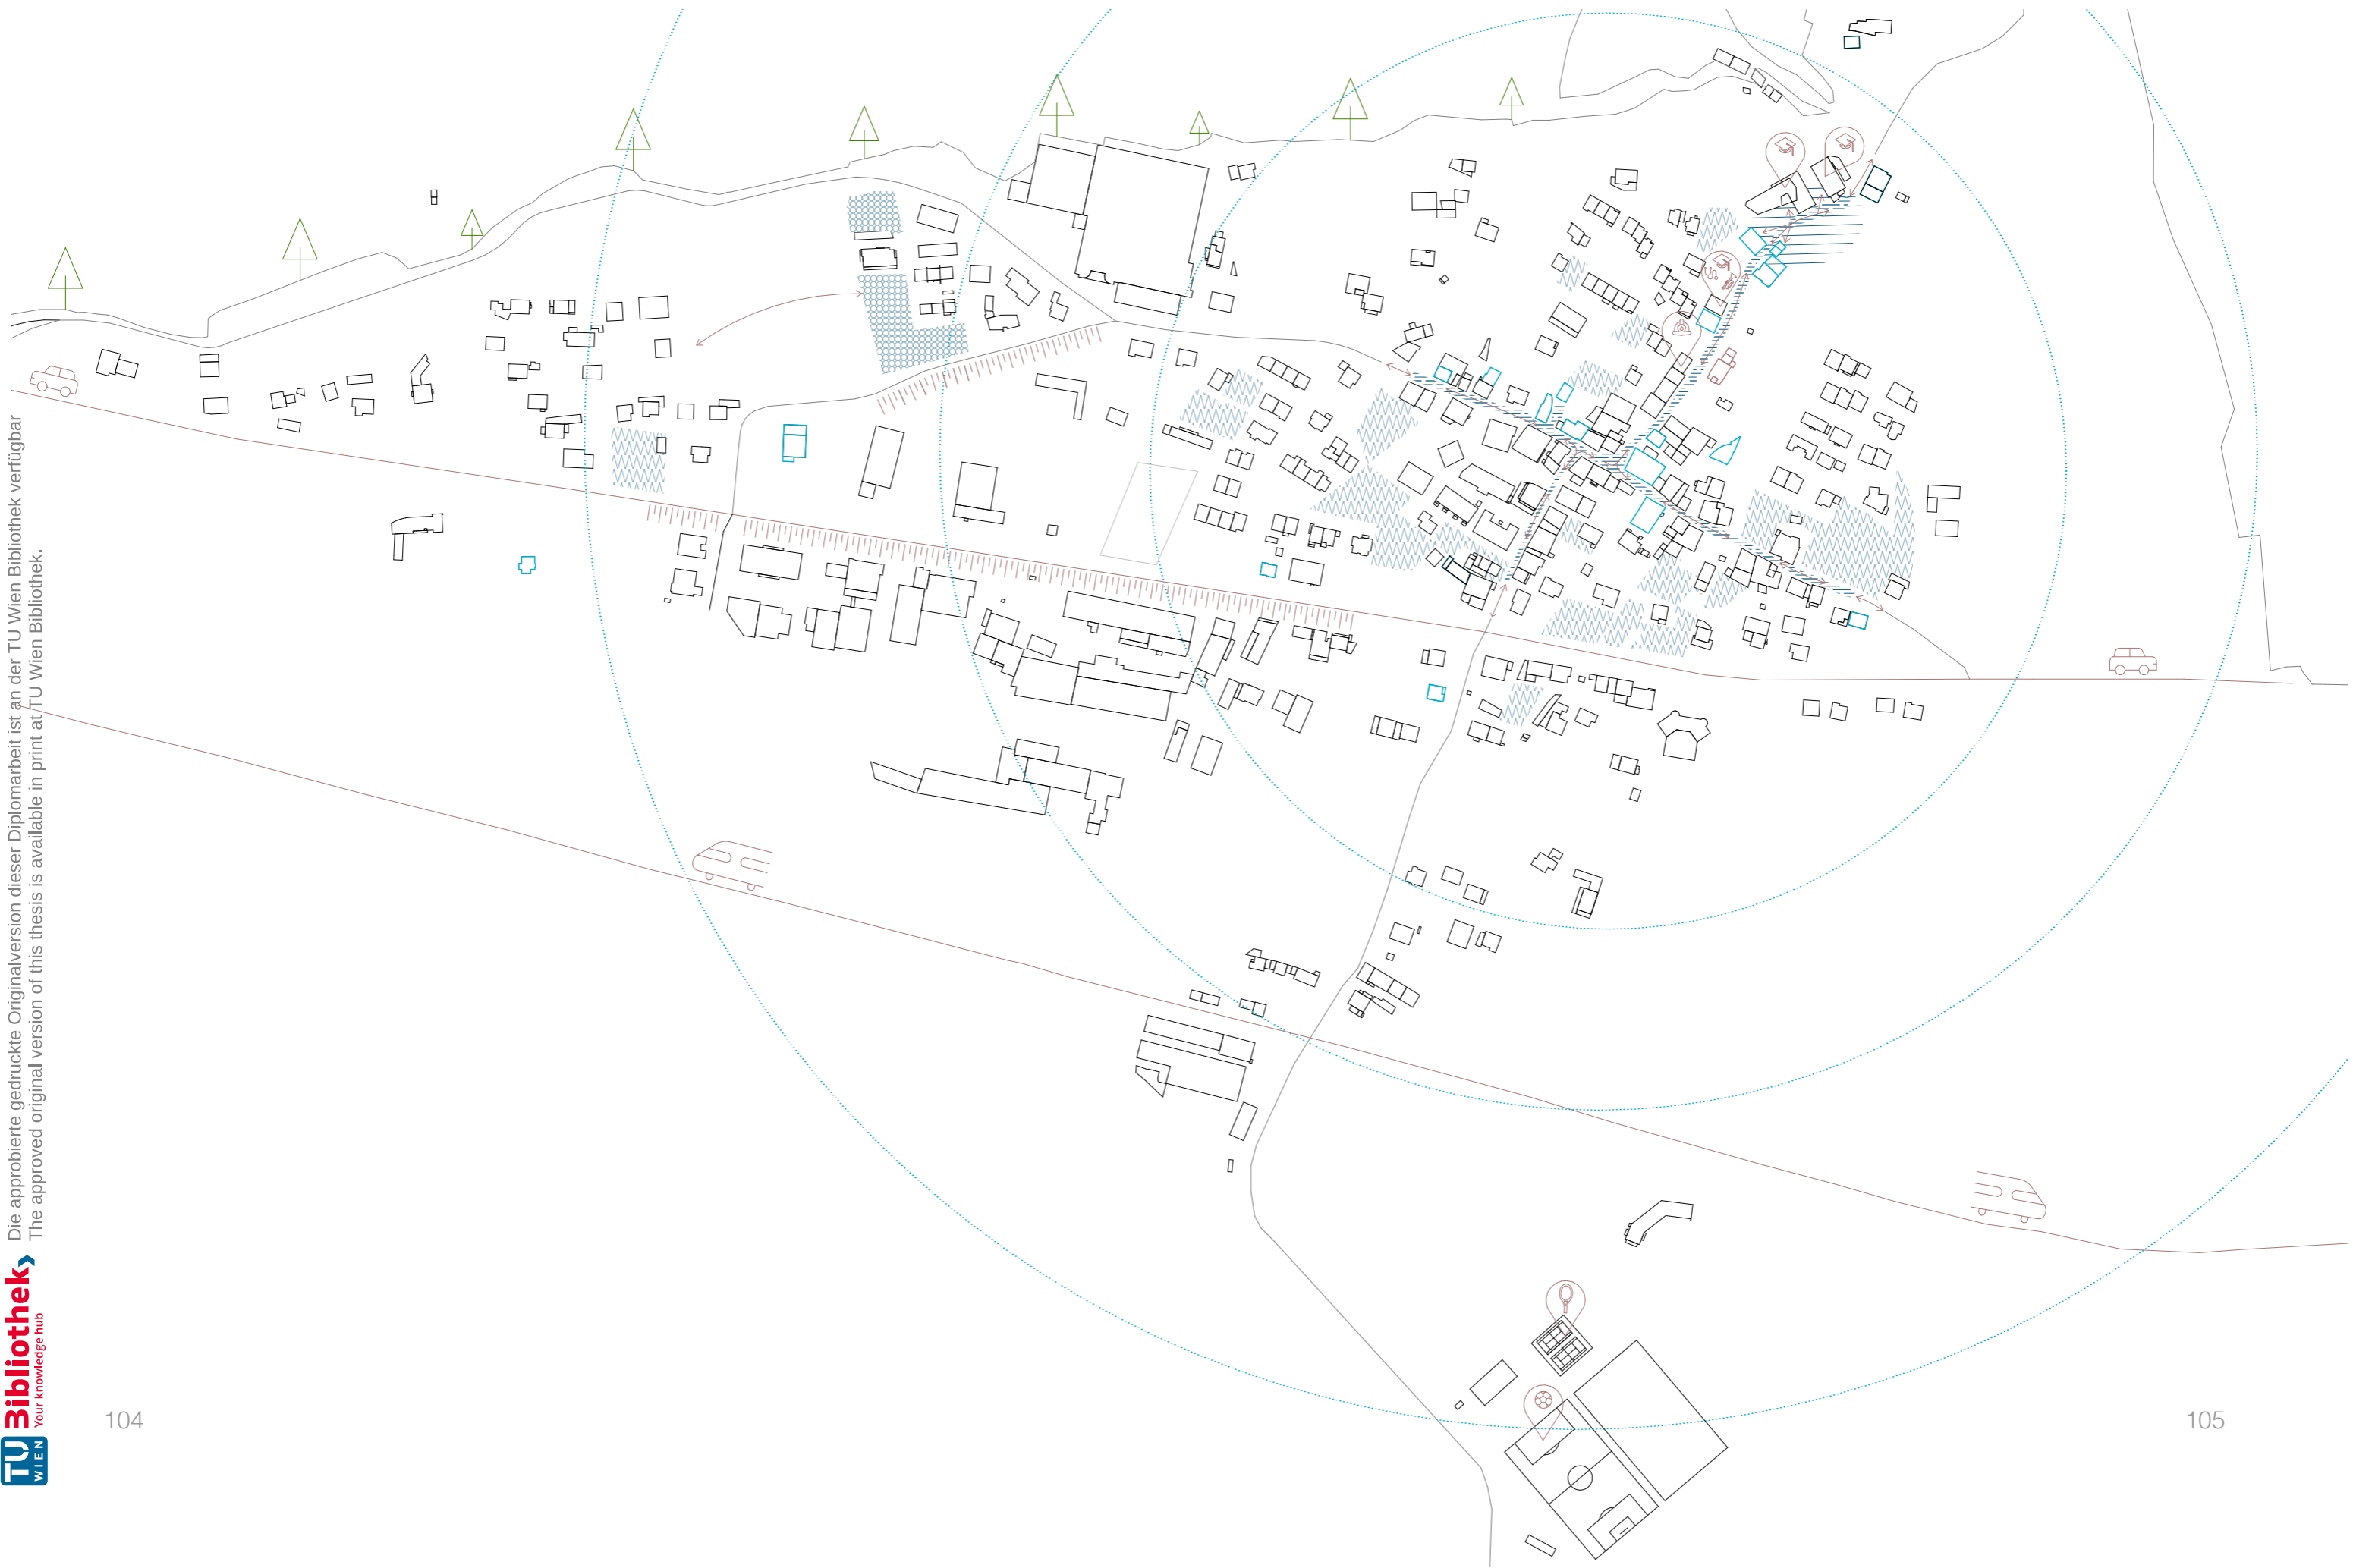 Die approbierte gedruckte Originalversion dieser Diplomarbeit ist an der TU Wien Bibliothek verfügbar
The approved original version of this thesis is available in print at TU Wien Bibliothek.
Bibliothek
Your knowledge hub
TU
WIEN
104
105